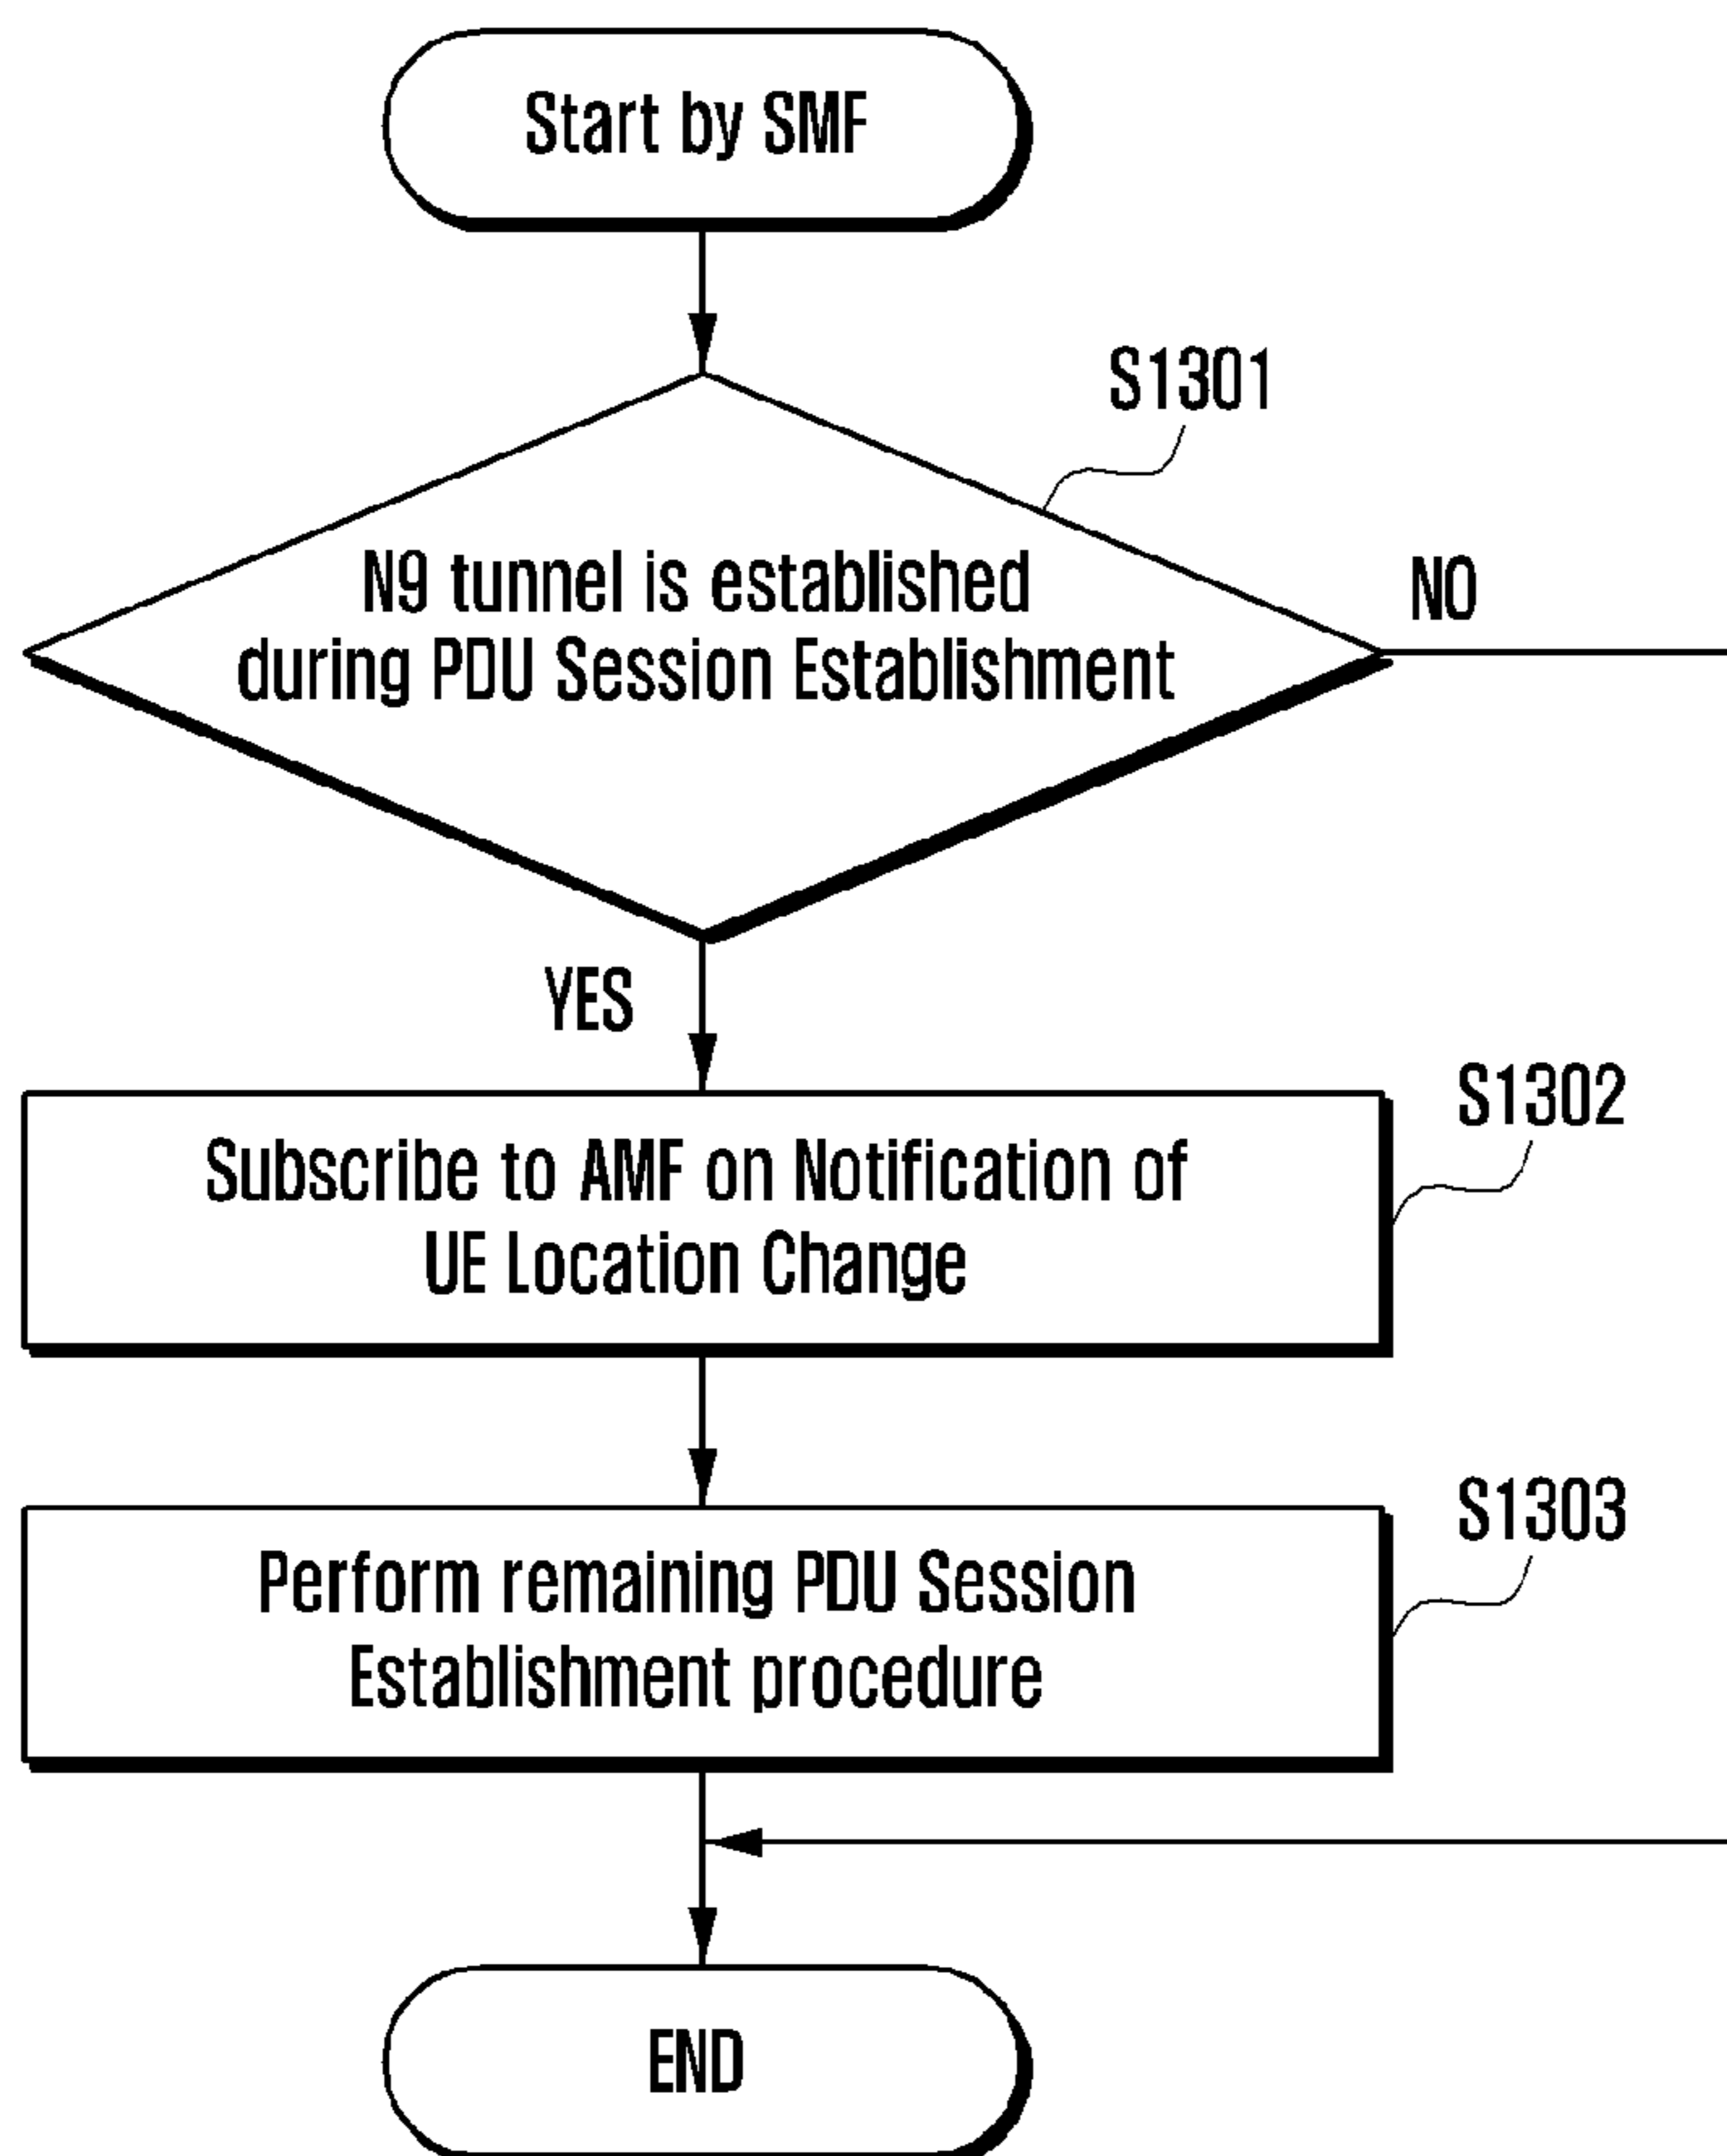 Start by SMF
S1301
N9 tunnel is established
during PDU Session Establishment
NO
YES
S1302
Subscribe to AMF on Notification of
UE Location Change
S1303
Perform remaining PDU Session
Establishment procedure
END